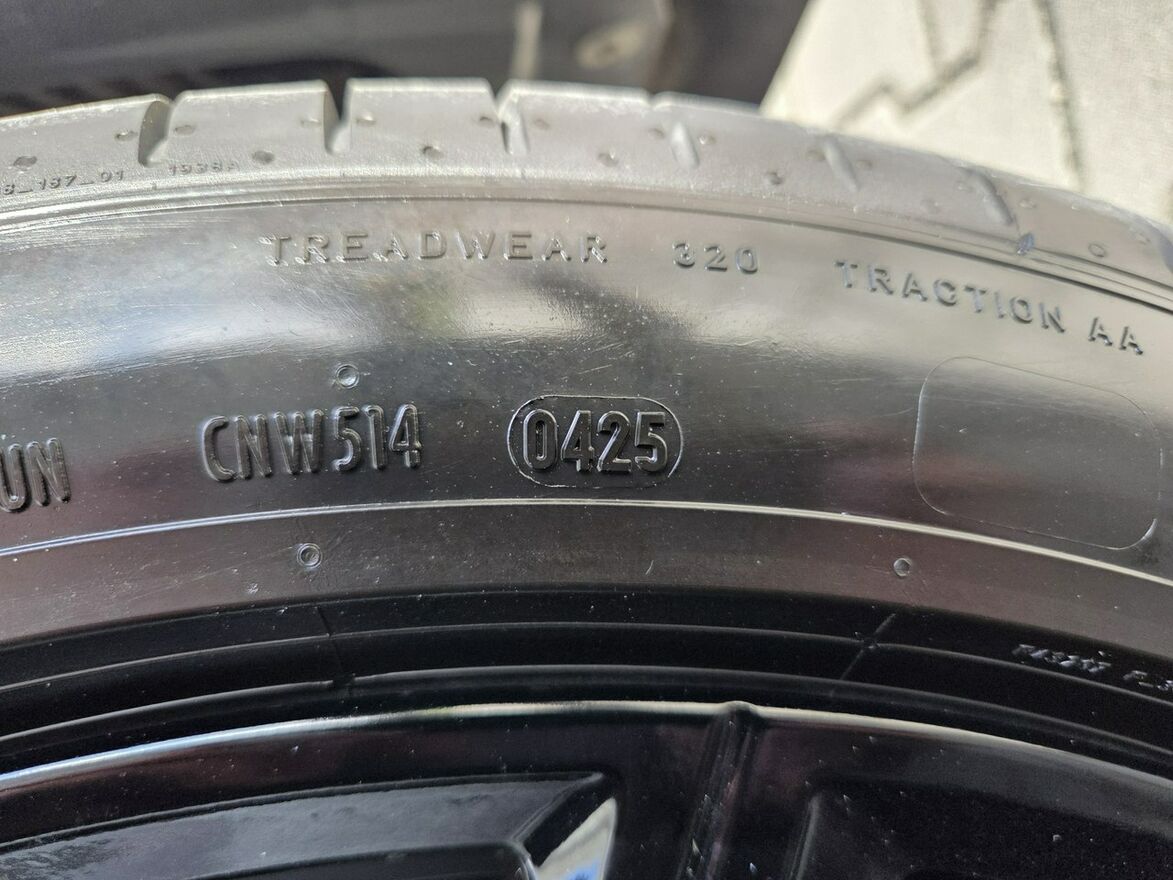 TREADWEAR 320 TRACTION AA
CNW514 0425